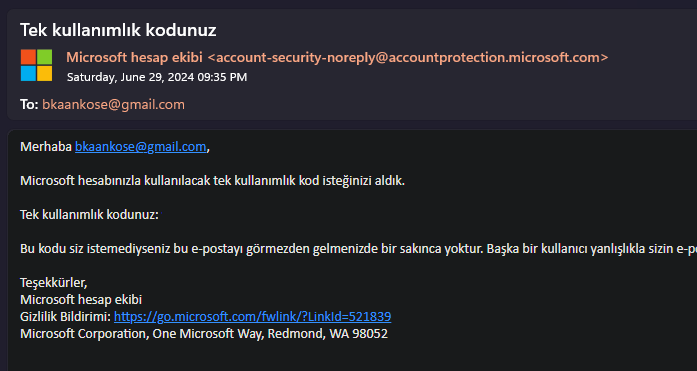 Tek kullanımlık kodunuz
Microsoft hesap ekibi <account-security-noreply@accountprotection.microsoft.com>
Saturday, June 29, 2024 09:35 PM
To: bkaankose@gmail.com
Merhaba bkaankose@gmail.com,
Microsoft hesabınızla kullanılacak tek kullanımlık kod isteğinizi aldık.
Tek kullanımlık kodunuz:
Bu kodu siz istemediyseniz bu e-postayı görmezden gelmenizde bir sakınca yoktur. Başka bir kullanıcı yanlışlıkla sizin
Teşekkürler,
Microsoft hesap ekibi
Gizlilik Bildirimi: https://go.microsoft.com/fwlink/?LinkId=521839
Microsoft Corporation, One Microsoft Way, Redmond, WA 98052